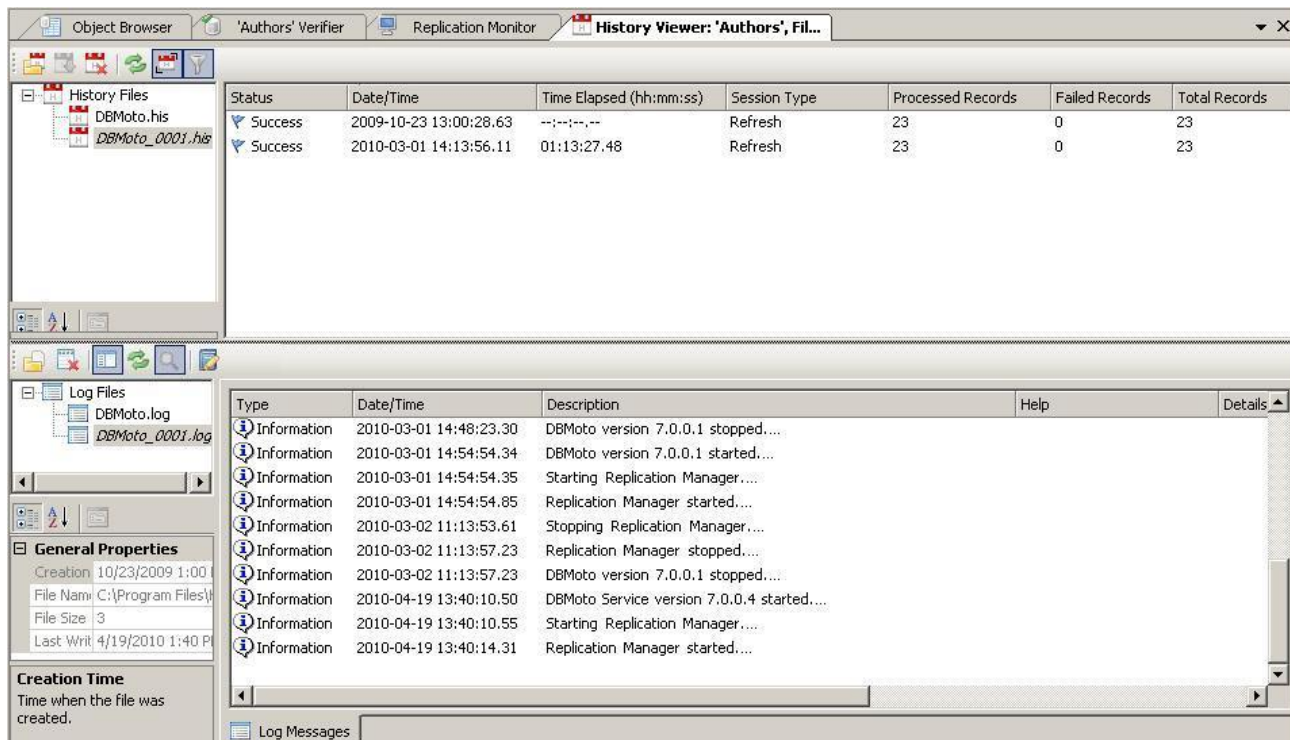 Object Browser 'Authors' Verifier Replication Monitor History Viewer: 'Authors', Fil...
History Files
DBMoto.his
DBMoto_0001.his
Status Date/Time Time Elapsed (hh:mm:ss) Session Type Processed Records Failed Records Total Records
Success 2009-10-23 13:00:28.63 --:--:--.-- Refresh 23 0 23
Success 2010-03-01 14:13:56.11 01:13:27.48 Refresh 23 0 23
Log Files
DBMoto.log
DBMoto_0001.log
General Properties
Creation 10/23/2009 1:00
File Nam C:\Program Files\
File Size 3
Last Writ 4/19/2010 1:40 P
Creation Time
Time when the file was
created.
Type Date/Time Description Help Details
Information 2010-03-01 14:48:23.30 DBMoto version 7.0.0.1 stopped....
Information 2010-03-01 14:54:54.34 DBMoto version 7.0.0.1 started....
Information 2010-03-01 14:54:54.35 Starting Replication Manager....
Information 2010-03-01 14:54:54.85 Replication Manager started....
Information 2010-03-02 11:13:53.61 Stopping Replication Manager....
Information 2010-03-02 11:13:57.23 Replication Manager stopped....
Information 2010-03-02 11:13:57.23 DBMoto version 7.0.0.1 stopped....
Information 2010-04-19 13:40:10.50 DBMoto Service version 7.0.0.4 started....
Information 2010-04-19 13:40:10.55 Starting Replication Manager....
Information 2010-04-19 13:40:14.31 Replication Manager started....
Log Messages